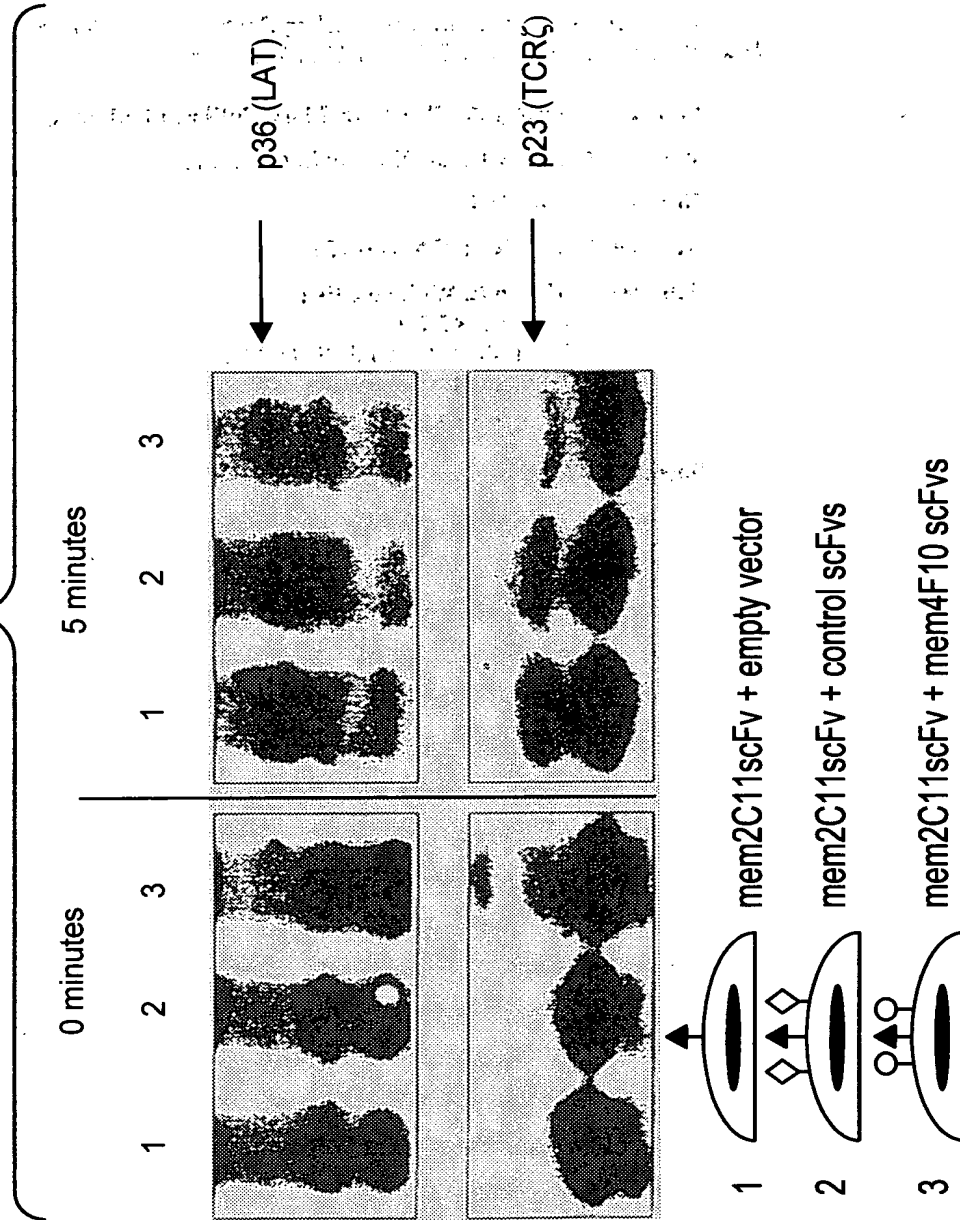 0 minutes
5 minutes
1 2 3
1 2 3
p36 (LAT)
p23 (TCRζ)
1 mem2C11scFv + empty vector
2 mem2C11scFv + control scFvs
3 mem2C11scFv + mem4F10 scFvs